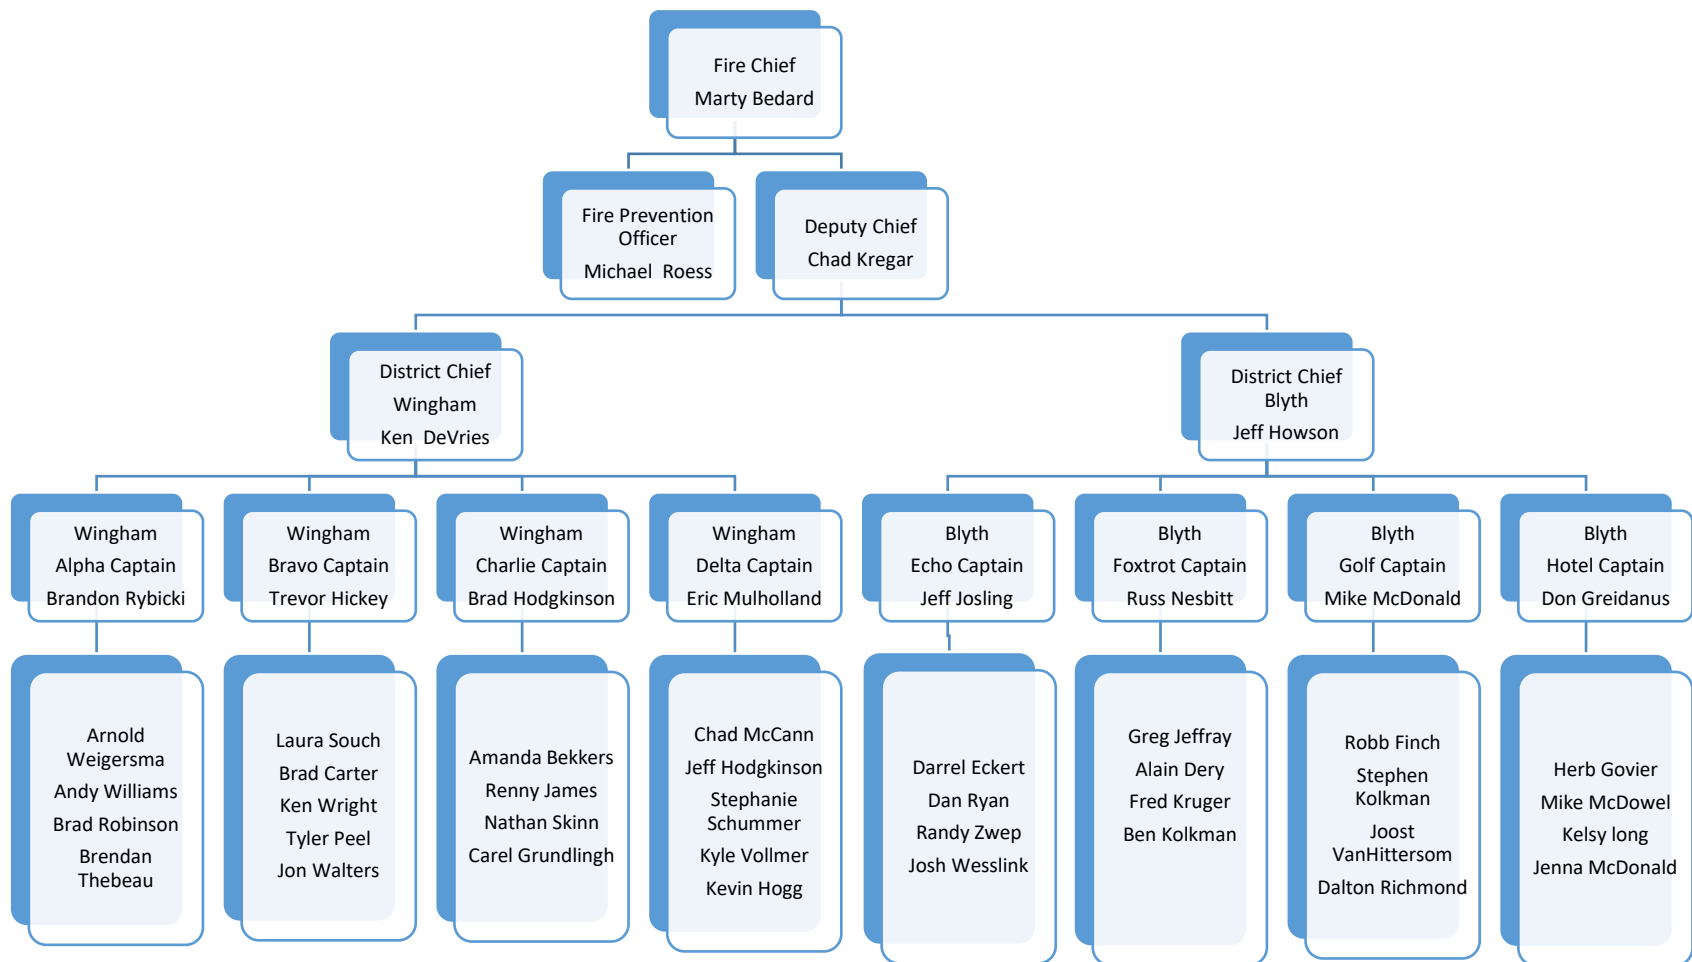 Fire Chief
Marty Bedard
Fire Prevention
Officer
Michael  Roess
Deputy Chief
Chad Kregar
District Chief
Wingham
Ken  DeVries
District Chief
Blyth
Jeff Howson
Wingham
Alpha Captain
Brandon Rybicki
Wingham
Bravo Captain
Trevor Hickey
Wingham
Charlie Captain
Brad Hodgkinson
Wingham
Delta Captain
Eric Mulholland
Blyth
Echo Captain
Jeff Josling
Blyth
Foxtrot Captain
Russ Nesbitt
Blyth
Golf Captain
Mike McDonald
Blyth
Hotel Captain
Don Greidanus
Arnold
Weigersma
Andy Williams
Brad Robinson
Brendan
Thebeau
Laura Souch
Brad Carter
Ken Wright
Tyler Peel
Jon Walters
Amanda Bekkers
Renny James
Nathan Skinn
Carel Grundlingh
Chad McCann
Jeff Hodgkinson
Stephanie
Schummer
Kyle Vollmer
Kevin Hogg
Darrel Eckert
Dan Ryan
Randy Zwep
Josh Wesslink
Greg Jeffray
Alain Dery
Fred Kruger
Ben Kolkman
Robb Finch
Stephen
Kolkman
Joost
VanHittersom
Dalton Richmond
Herb Govier
Mike McDowel
Kelsy long
Jenna McDonald